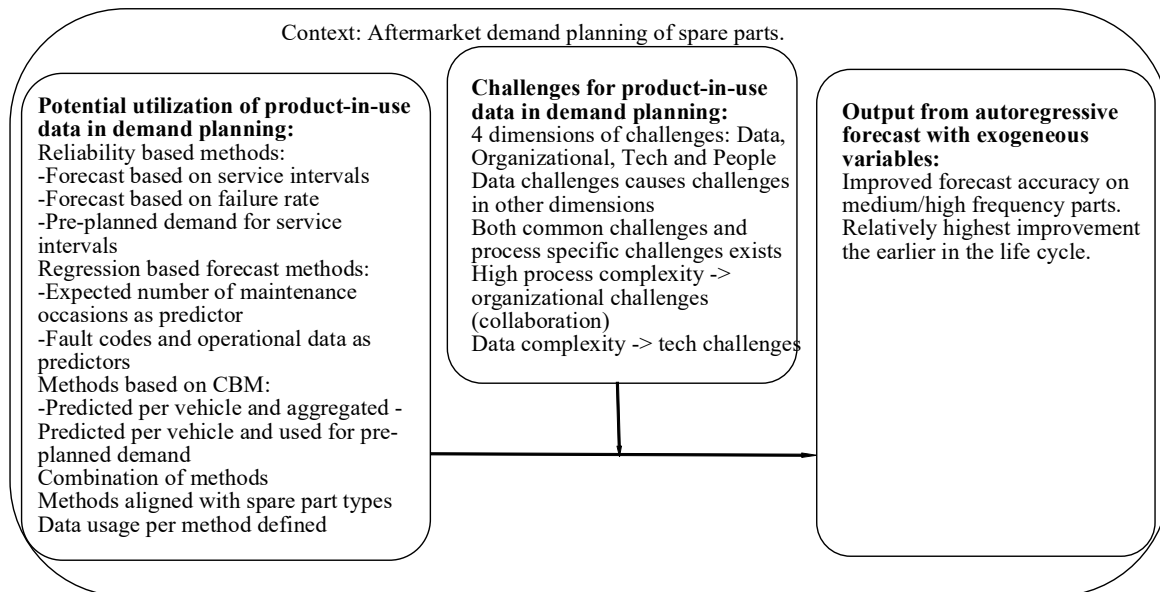 Context: Aftermarket demand planning of spare parts.
Potential utilization of product-in-use
data in demand planning:
Reliability based methods:
-Forecast based on service intervals
-Forecast based on failure rate
-Pre-planned demand for service
intervals
Regression based forecast methods:
-Expected number of maintenance
occasions as predictor
-Fault codes and operational data as
predictors
Methods based on CBM:
-Predicted per vehicle and aggregated -
Predicted per vehicle and used for pre-
planned demand
Combination of methods
Methods aligned with spare part types
Data usage per method defined
Challenges for product-in-use
data in demand planning:
4 dimensions of challenges: Data,
Organizational, Tech and People
Data challenges causes challenges
in other dimensions
Both common challenges and
process specific challenges exists
High process complexity ->
organizational challenges
(collaboration)
Data complexity -> tech challenges
Output from autoregressive
forecast with exogeneous
variables:
Improved forecast accuracy on
medium/high frequency parts.
Relatively highest improvement
the earlier in the life cycle.